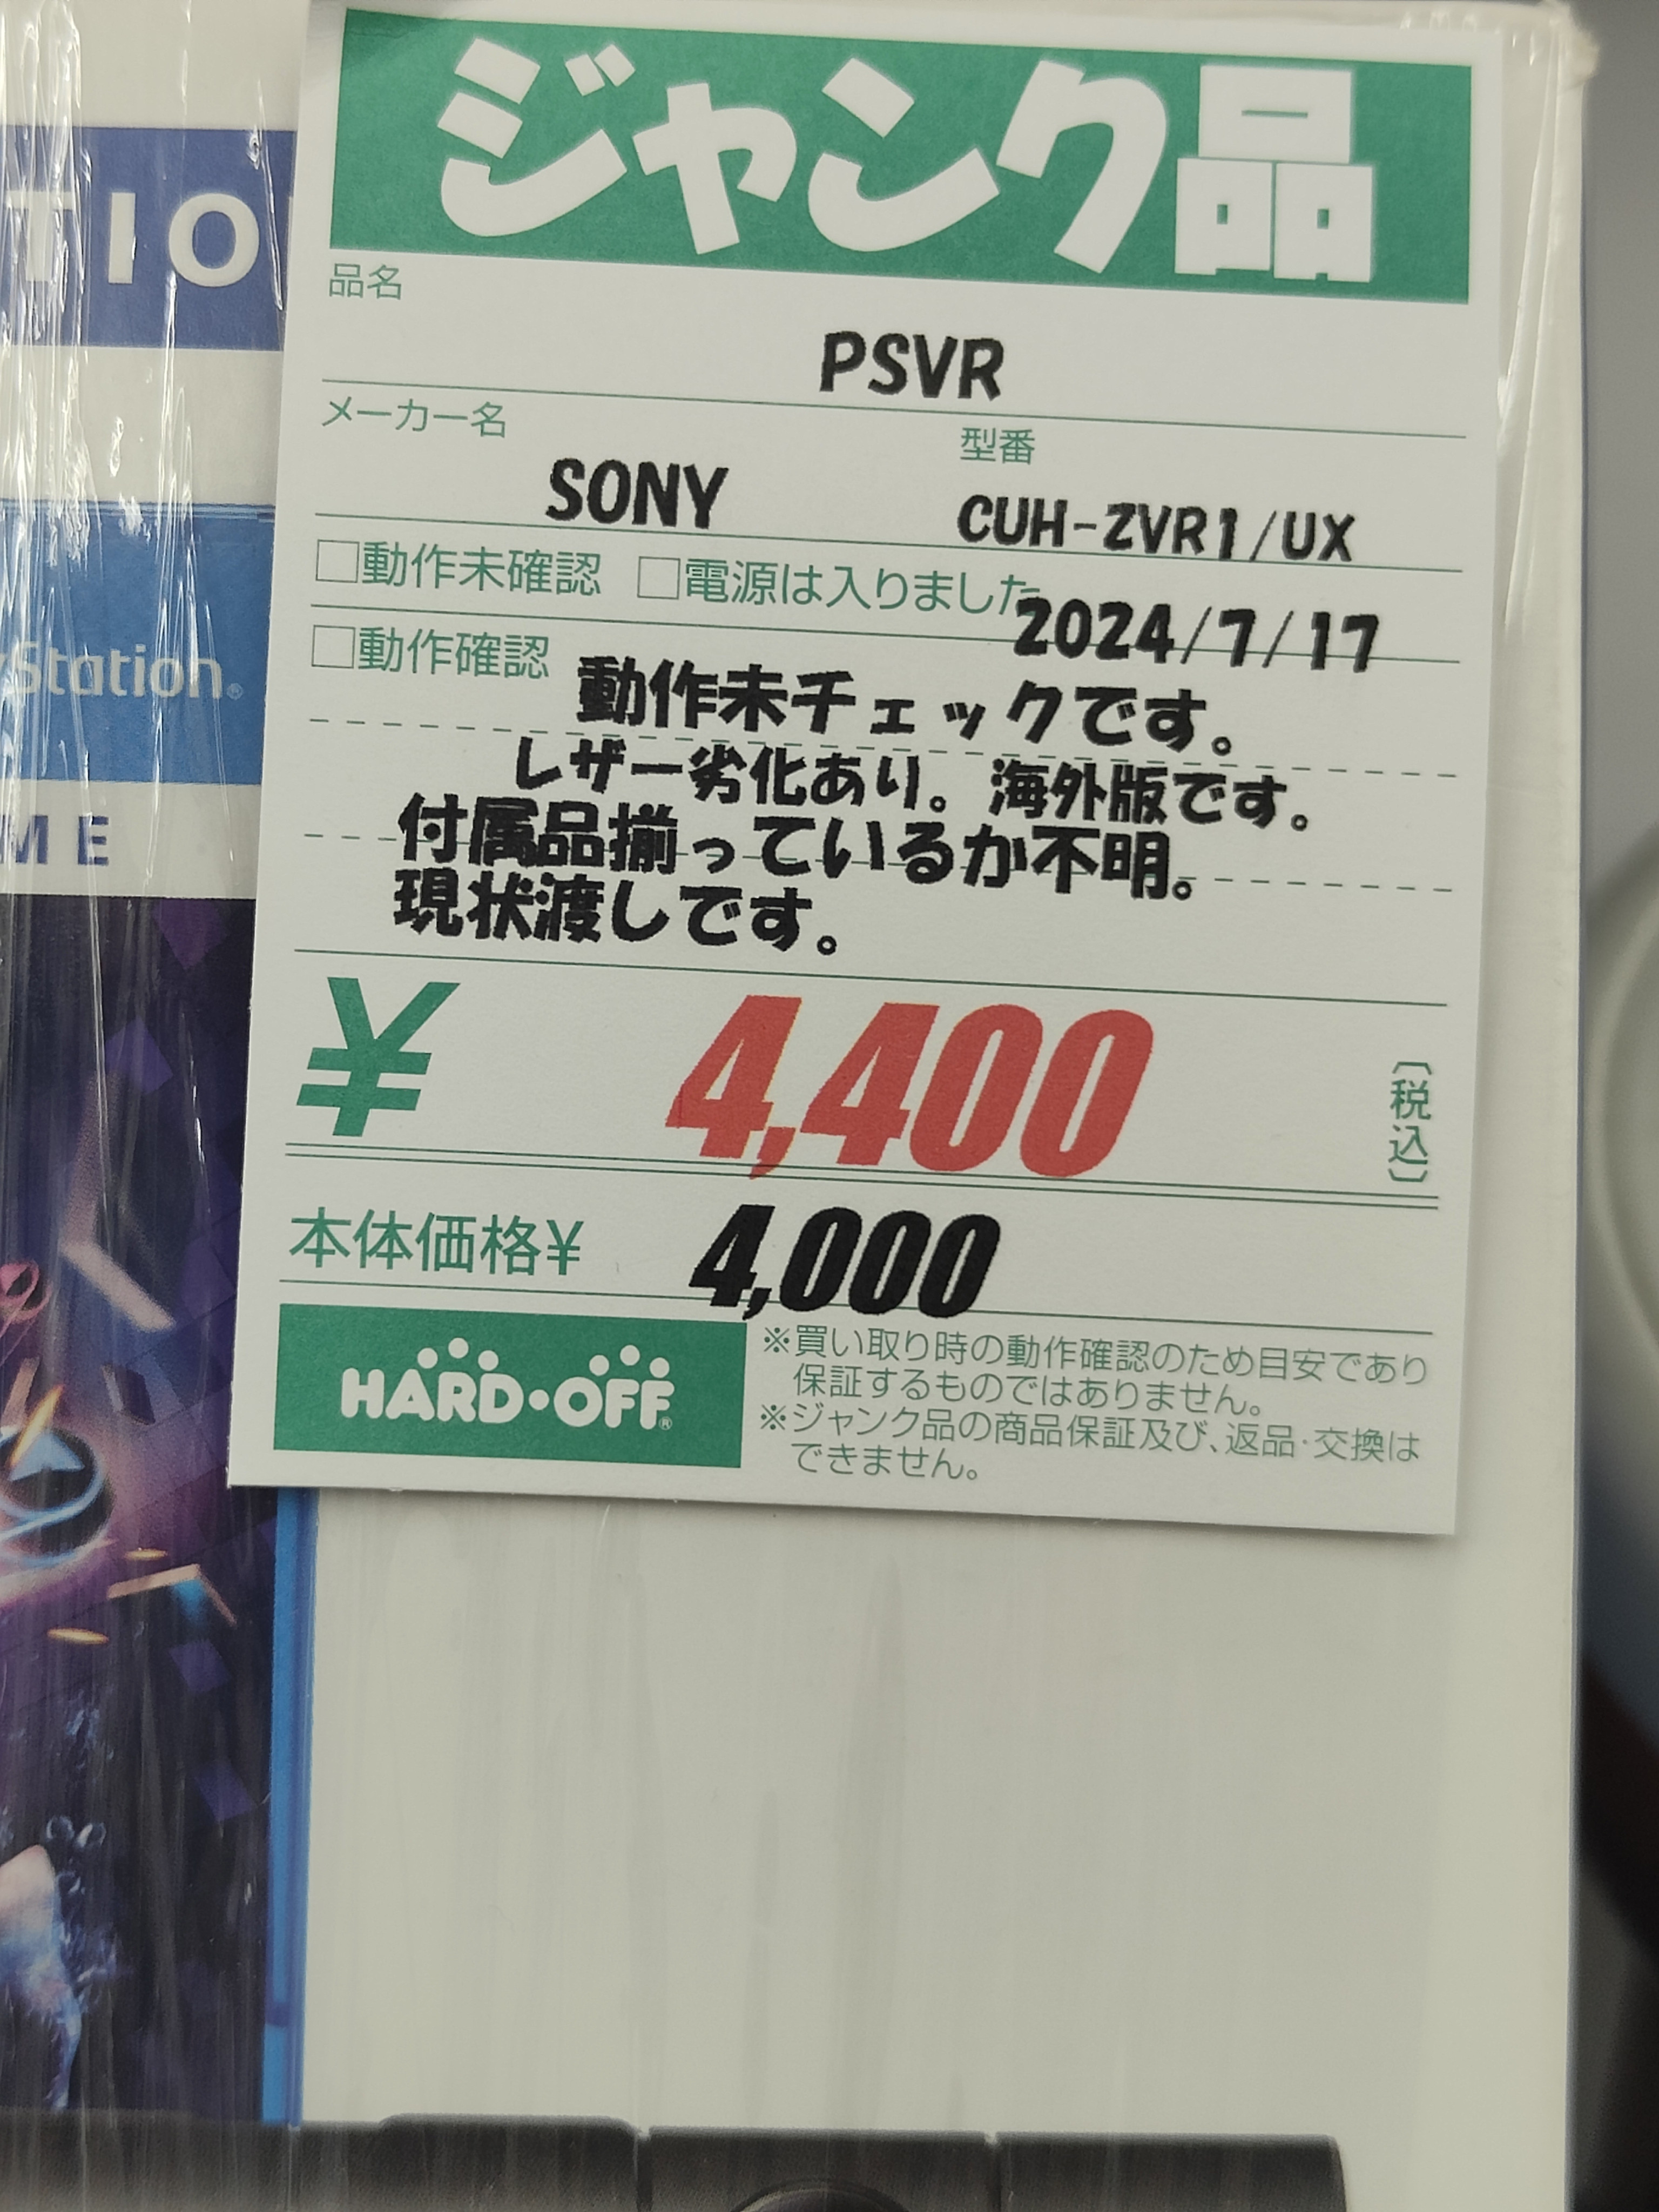 ジャンク品
品名
PSVR
メーカー名
SONY
型番
CUH-ZVR1/UX
□動作未確認 □電源は入りました
2024/7/17
□動作確認
動作未チェックです。
レザー劣化あり。海外版です。
付属品揃っているか不明。
現状渡しです。
¥ 4,400 〔税込〕
本体価格¥ 4,000
HARD・OFF®
※買い取り時の動作確認のため目安であり
保証するものではありません。
※ジャンク品の商品保証及び、返品・交換は
できません。
TIO
yStation®
ME